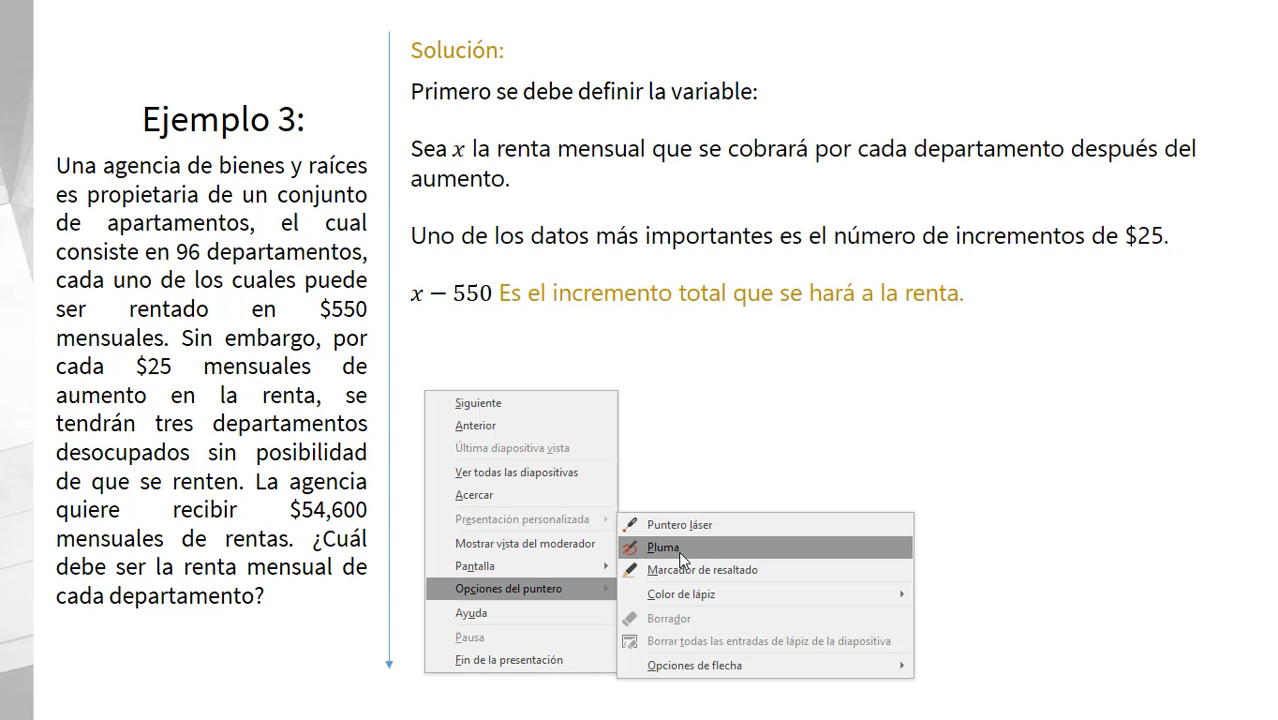 Ejemplo 3:
Una agencia de bienes y raíces
es propietaria de un conjunto
de apartamentos, el cual
consiste en 96 departamentos,
cada uno de los cuales puede
ser rentado en $550
mensuales. Sin embargo, por
cada $25 mensuales de
aumento en la renta, se
tendrán tres departamentos
desocupados sin posibilidad
de que se renten. La agencia
quiere recibir $54,600
mensuales de rentas. ¿Cuál
debe ser la renta mensual de
cada departamento?
Solución:
Primero se debe definir la variable:
Sea x la renta mensual que se cobrará por cada departamento después del
aumento.
Uno de los datos más importantes es el número de incrementos de $25.
x − 550 Es el incremento total que se hará a la renta.
Siguiente
Anterior
Última diapositiva vista
Ver todas las diapositivas
Acercar
Presentación personalizada
Mostrar vista del moderador
Pantalla
Opciones del puntero
Ayuda
Pausa
Fin de la presentación
Puntero láser
Pluma
Marcador de resaltado
Color de lápiz
Borrador
Borrar todas las entradas de lápiz de la diapositiva
Opciones de flecha